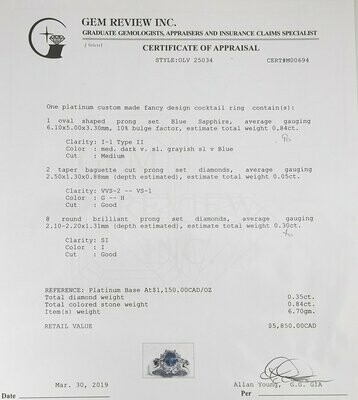 GEM REVIEW INC.
GRADUATE GEMOLOGISTS, APPRAISERS AND INSURANCE CLAIMS SPECIALIST
CERTIFICATE OF APPRAISAL
STYLE:OLV 25034 CERT#M00694
One platinum custom made fancy design cocktail ring contain(s):
1 oval shaped prong set Blue Sapphire, average gauging
6.10x5.00x3.30mm, 10% bulge factor, estimate total weight 0.84ct.
Clarity: I-1 Type II
Color : med. dark v. sl. grayish sl v Blue
Cut : Medium
2 taper baguette cut prong set diamonds, average gauging
2.50x1.30x0.88mm (depth estimated), estimate total weight 0.05ct.
Clarity: VVS-2 -- VS-1
Color : G -- H
Cut : Good
8 round brilliant prong set diamonds, average gauging
2.10-2.20x1.31mm (depth estimated), estimate total weight 0.30ct.
Clarity: SI
Color : I
Cut : Good
REFERENCE: Platinum Base At$1,150.00CAD/OZ
Total diamond weight 0.35ct.
Total colored stone weight 0.84ct.
Item(s) weight 6.70gm.
RETAIL VALUE $5,850.00CAD
Mar. 30, 2019 Allan Young, G.G. GIA
Date Per